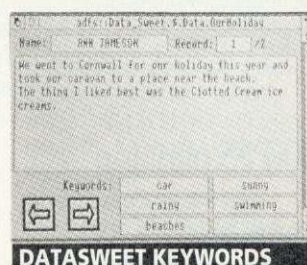 adfs::Data_Sweet.$.Data.OurHoliday
Name: Record: 1 /2
We went to Cornwall for our holiday this year and
took our caravan to a place near the beach.
The thing I liked best was the Clotted Cream ice
creams.
Keywords: car sunny
rainy swimming
beaches
DATASWEET KEYWORDS